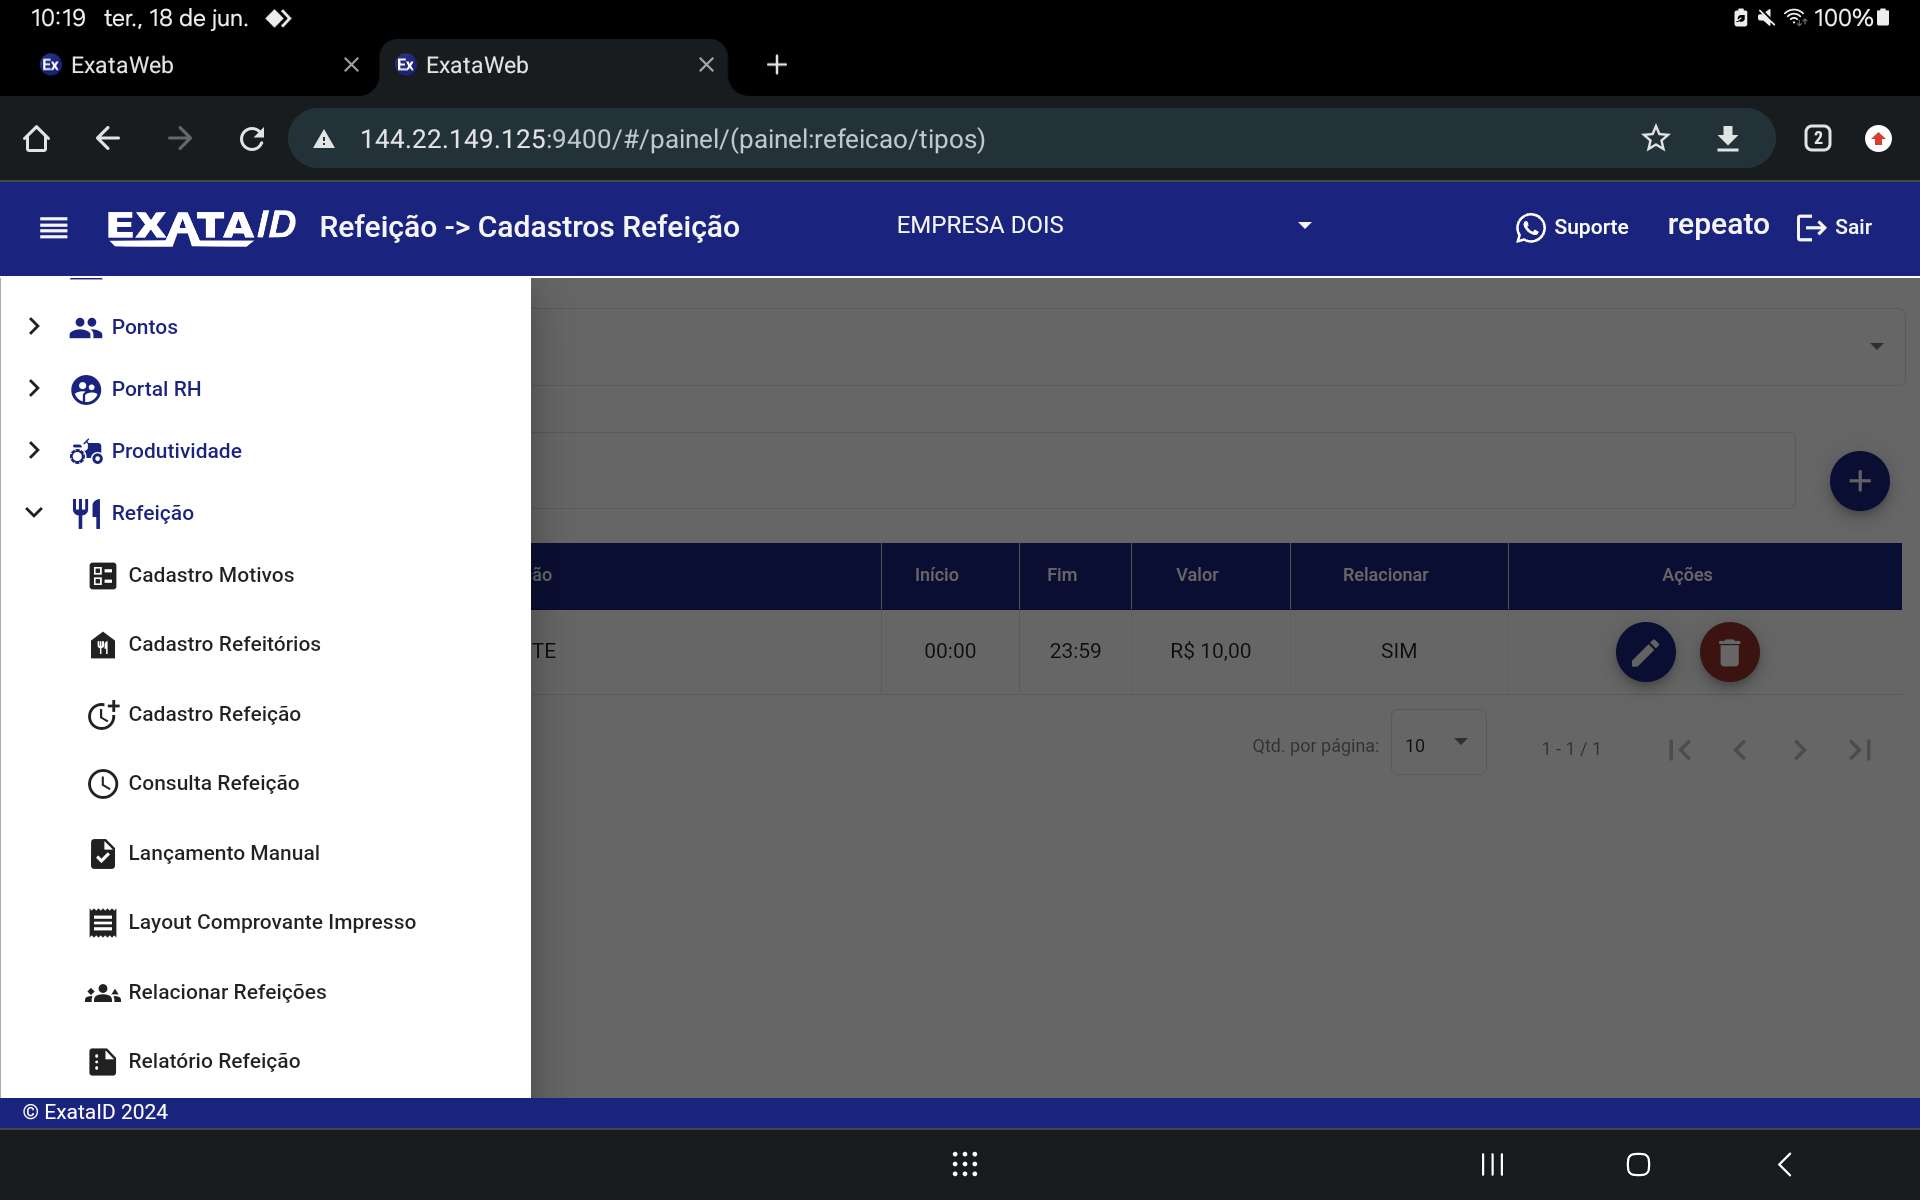 10:19 ter., 18 de jun. 100%
Ex ExataWeb Ex ExataWeb
144.22.149.125:9400/#/painel/(painel:refeicao/tipos) 2
EXATAID Refeição -> Cadastros Refeição EMPRESA DOIS Suporte repeato Sair
Pontos
Portal RH
Produtividade
Refeição
Cadastro Motivos
Cadastro Refeitórios
Cadastro Refeição
Consulta Refeição
Lançamento Manual
Layout Comprovante Impresso
Relacionar Refeições
Relatório Refeição
ão Início Fim Valor Relacionar Ações
TE 00:00 23:59 R$ 10,00 SIM
Qtd. por página: 10 1 - 1 / 1
© ExataID 2024